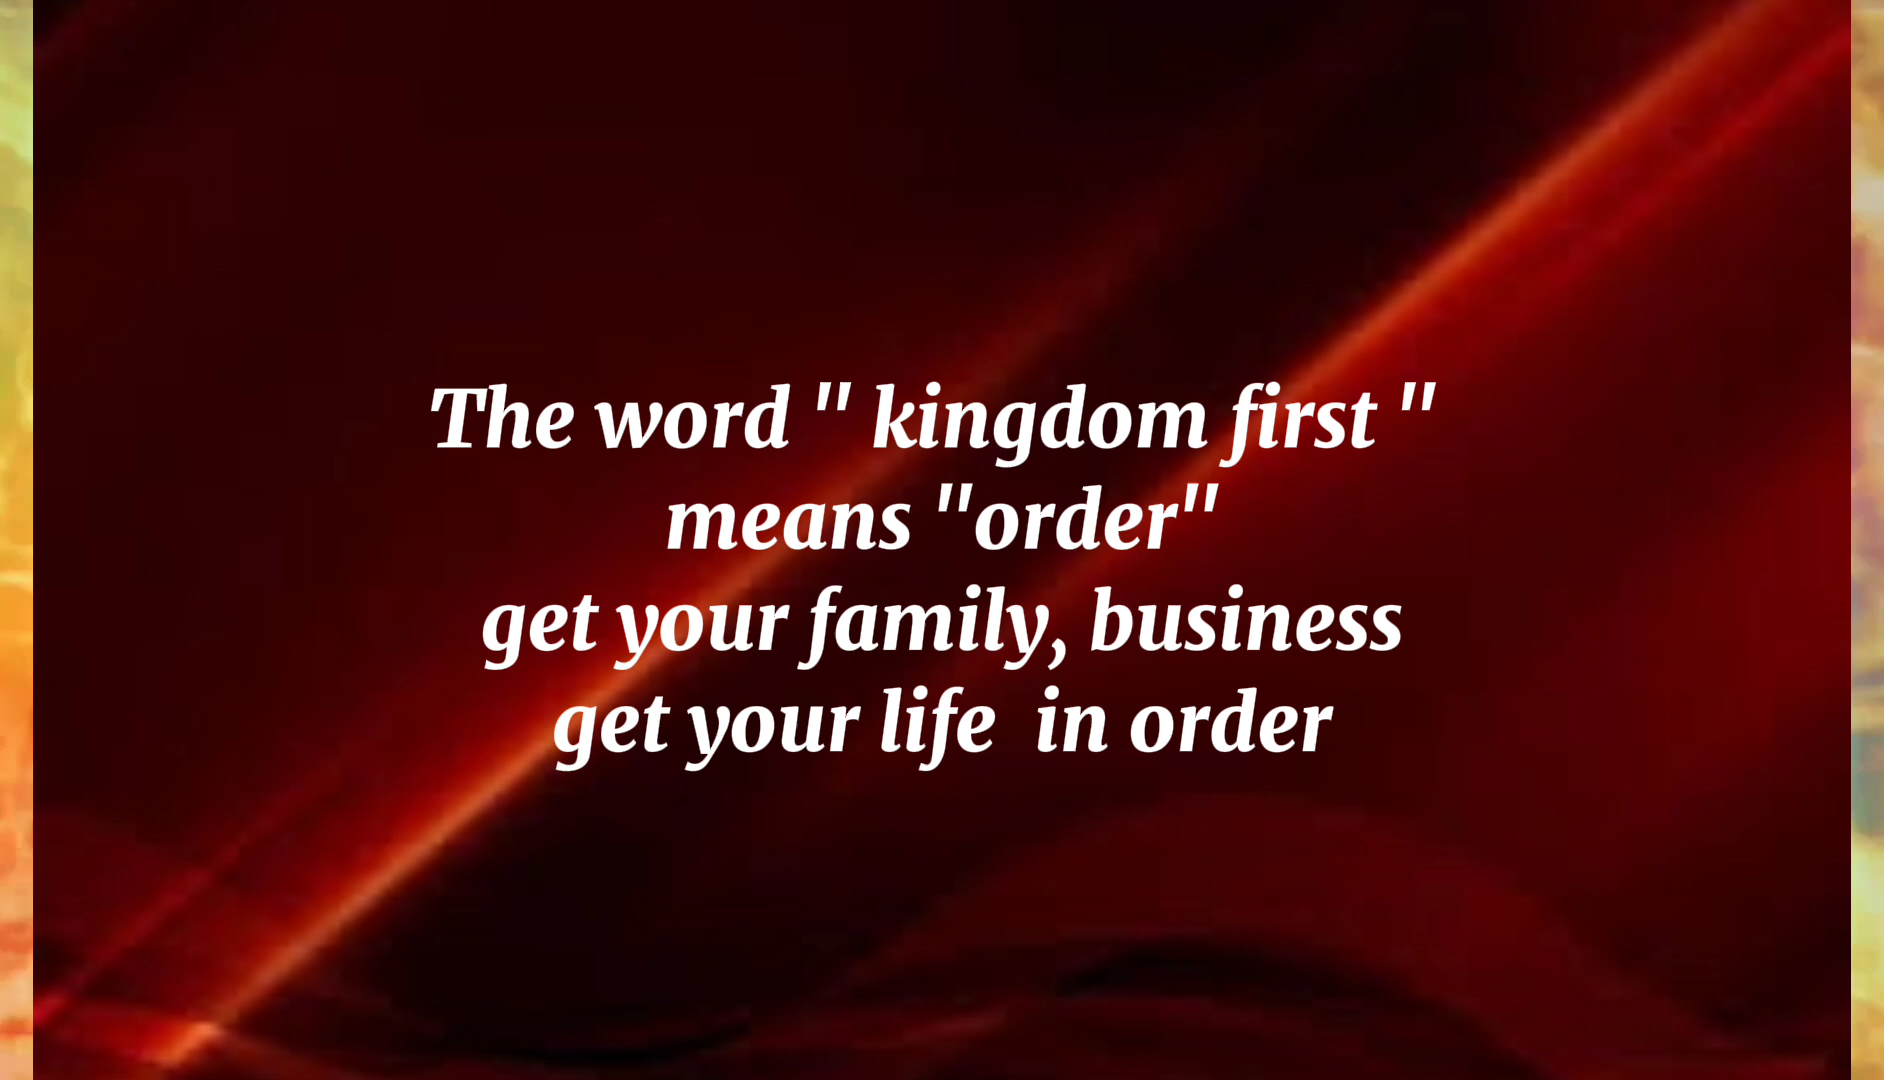 The word " kingdom first "
means "order"
get your family, business
get your life  in order